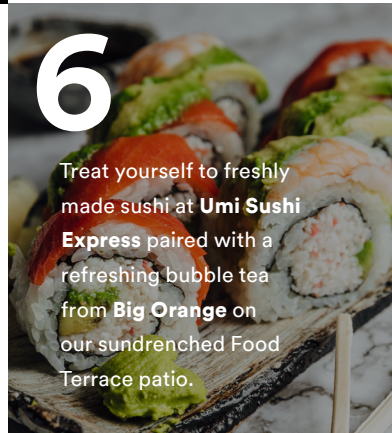 6
Treat yourself to freshly
made sushi at Umi Sushi
Express paired with a
refreshing bubble tea
from Big Orange on
our sundrenched Food
Terrace patio.